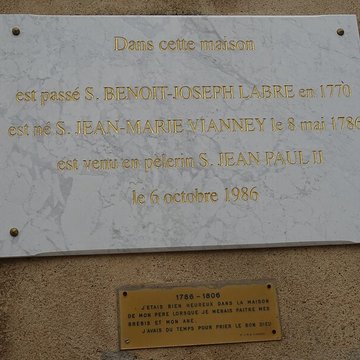 Dans cette maison
est passé S. BENOIT-JOSEPH LABRE en 1770
est né S. JEAN-MARIE VIANNEY le 8 mai 1786
est venu en pèlerin S. JEAN PAUL II
le 6 octobre 1986
1786 - 1806
J'ETAIS BIEN HEUREUX DANS LA MAISON
DE MON PERE LORSQUE JE MENAIS PAITRE MES
BREBIS ET MON ANE.
J'AVAIS DU TEMPS POUR PRIER LE BON DIEU